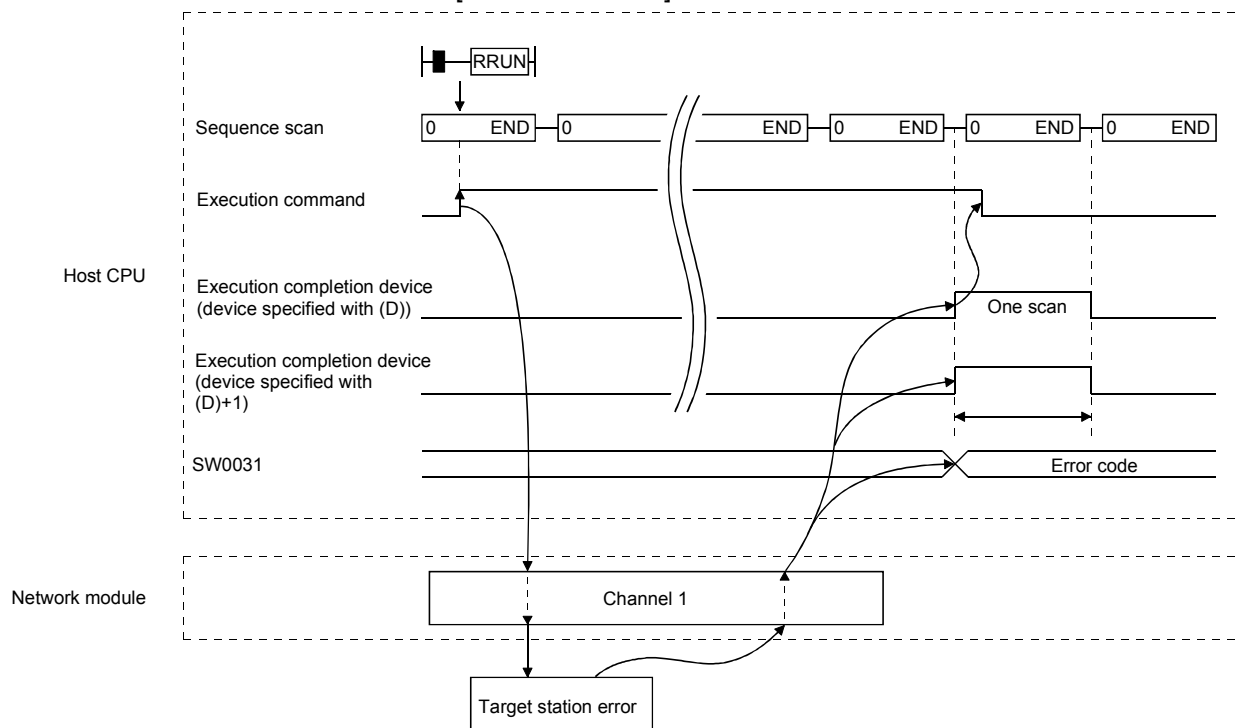 RRUN
Sequence scan
0 END 0 END 0 END 0 END 0 END
Execution command
Host CPU
Execution completion device
(device specified with (D))
One scan
Execution completion device
(device specified with
(D)+1)
SW0031
Error code
Network module
Channel 1
Target station error